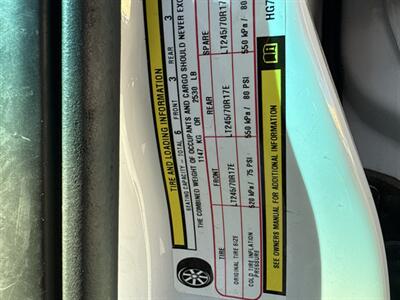 TIRE AND LOADING INFORMATION
SEATING CAPACITY - TOTAL 6 FRONT 3 REAR 3
THE COMBINED WEIGHT OF OCCUPANTS AND CARGO SHOULD NEVER EXC
1147 KG OR 2530 LB
TIRE FRONT REAR SPARE
ORIGINAL TIRE SIZE LT245/70R17E LT245/70R17E LT245/70R17E
COLD TIRE INFLATION PRESSURE 520 kPa / 75 PSI 550 kPa / 80 PSI 550 kPa / 80
SEE OWNERS MANUAL FOR ADDITIONAL INFORMATION
HG7